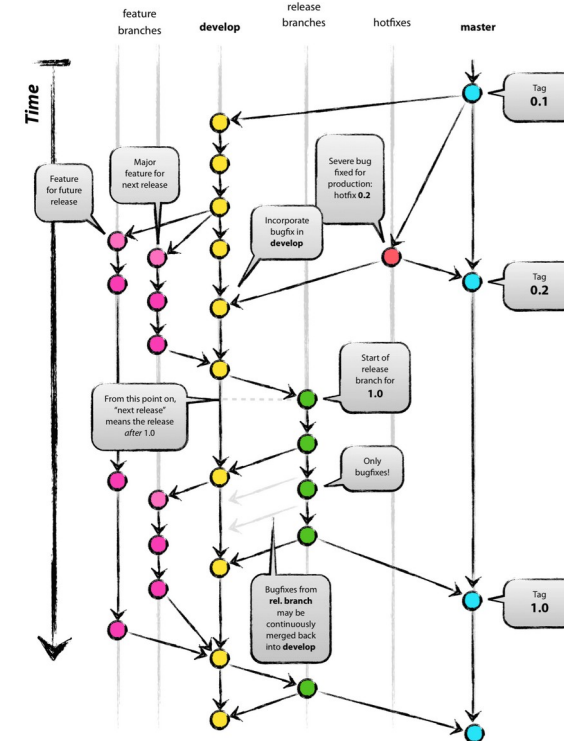 feature
branches
develop
release
branches
hotfixes
master
Time
Tag
0.1
Major
feature for
next release
Severe bug
fixed for
production:
hotfix 0.2
Feature
for future
release
Incorporate
bugfix in
develop
Tag
0.2
Start of
release
branch for
1.0
From this point on,
“next release”
means the release
after 1.0
Only
bugfixes!
Bugfixes from
rel. branch
may be
continuously
merged back
into develop
Tag
1.0